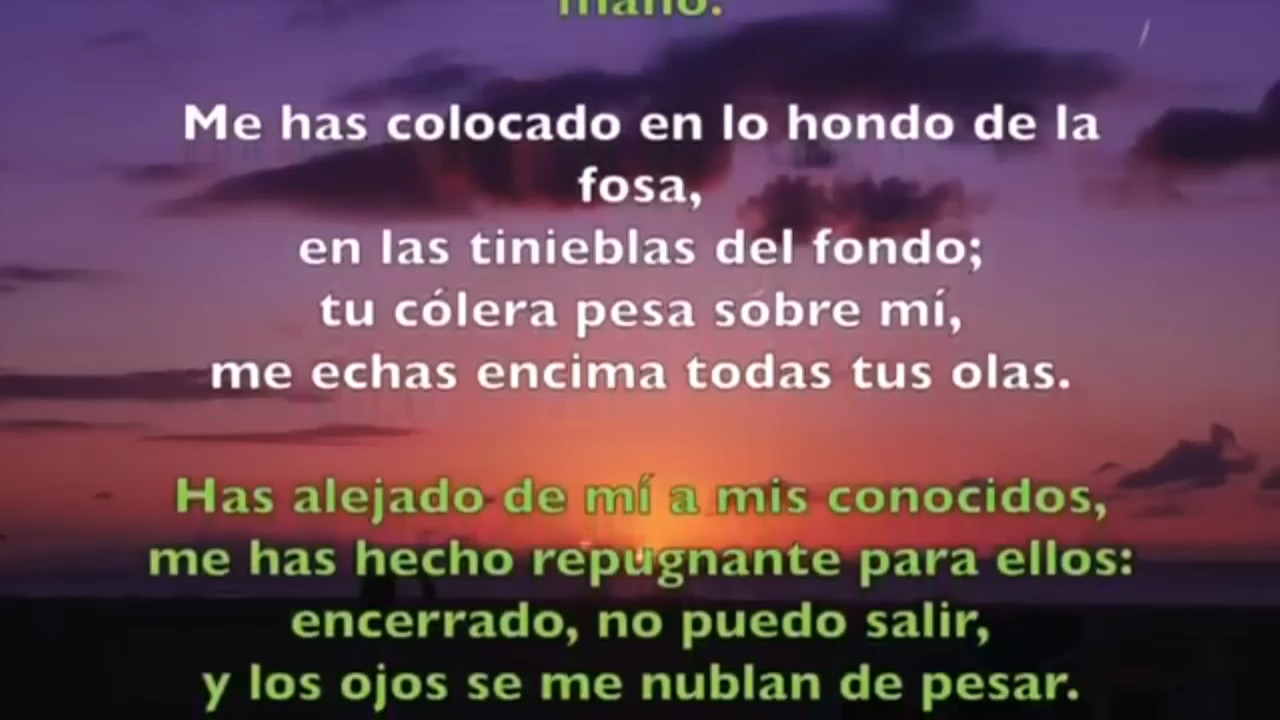 mano.
Me has colocado en lo hondo de la
fosa,
en las tinieblas del fondo;
tu cólera pesa sobre mí,
me echas encima todas tus olas.
Has alejado de mí a mis conocidos,
me has hecho repugnante para ellos:
encerrado, no puedo salir,
y los ojos se me nublan de pesar.